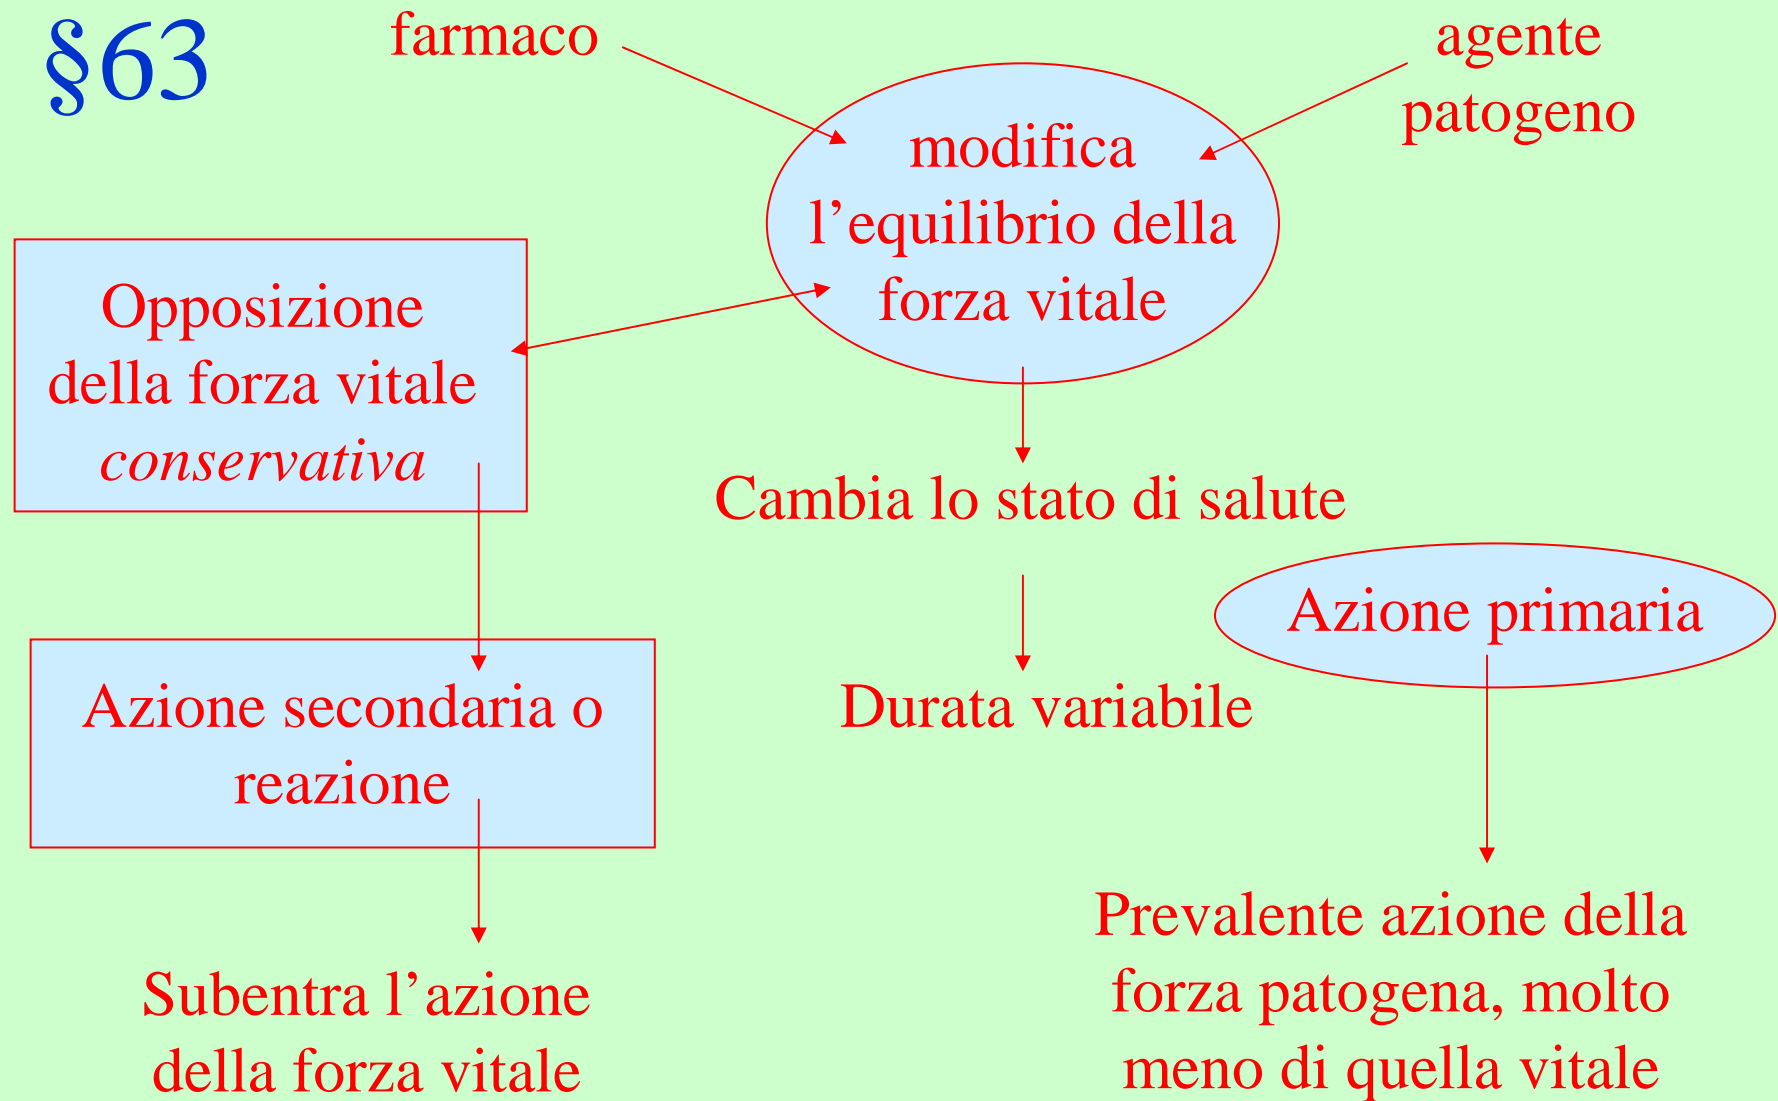 §63
farmaco
agente
patogeno
modifica
l’equilibrio della
forza vitale
Opposizione
della forza vitale
conservativa
Cambia lo stato di salute
Azione primaria
Azione secondaria o
reazione
Durata variabile
Prevalente azione della
forza patogena, molto
meno di quella vitale
Subentra l’azione
della forza vitale